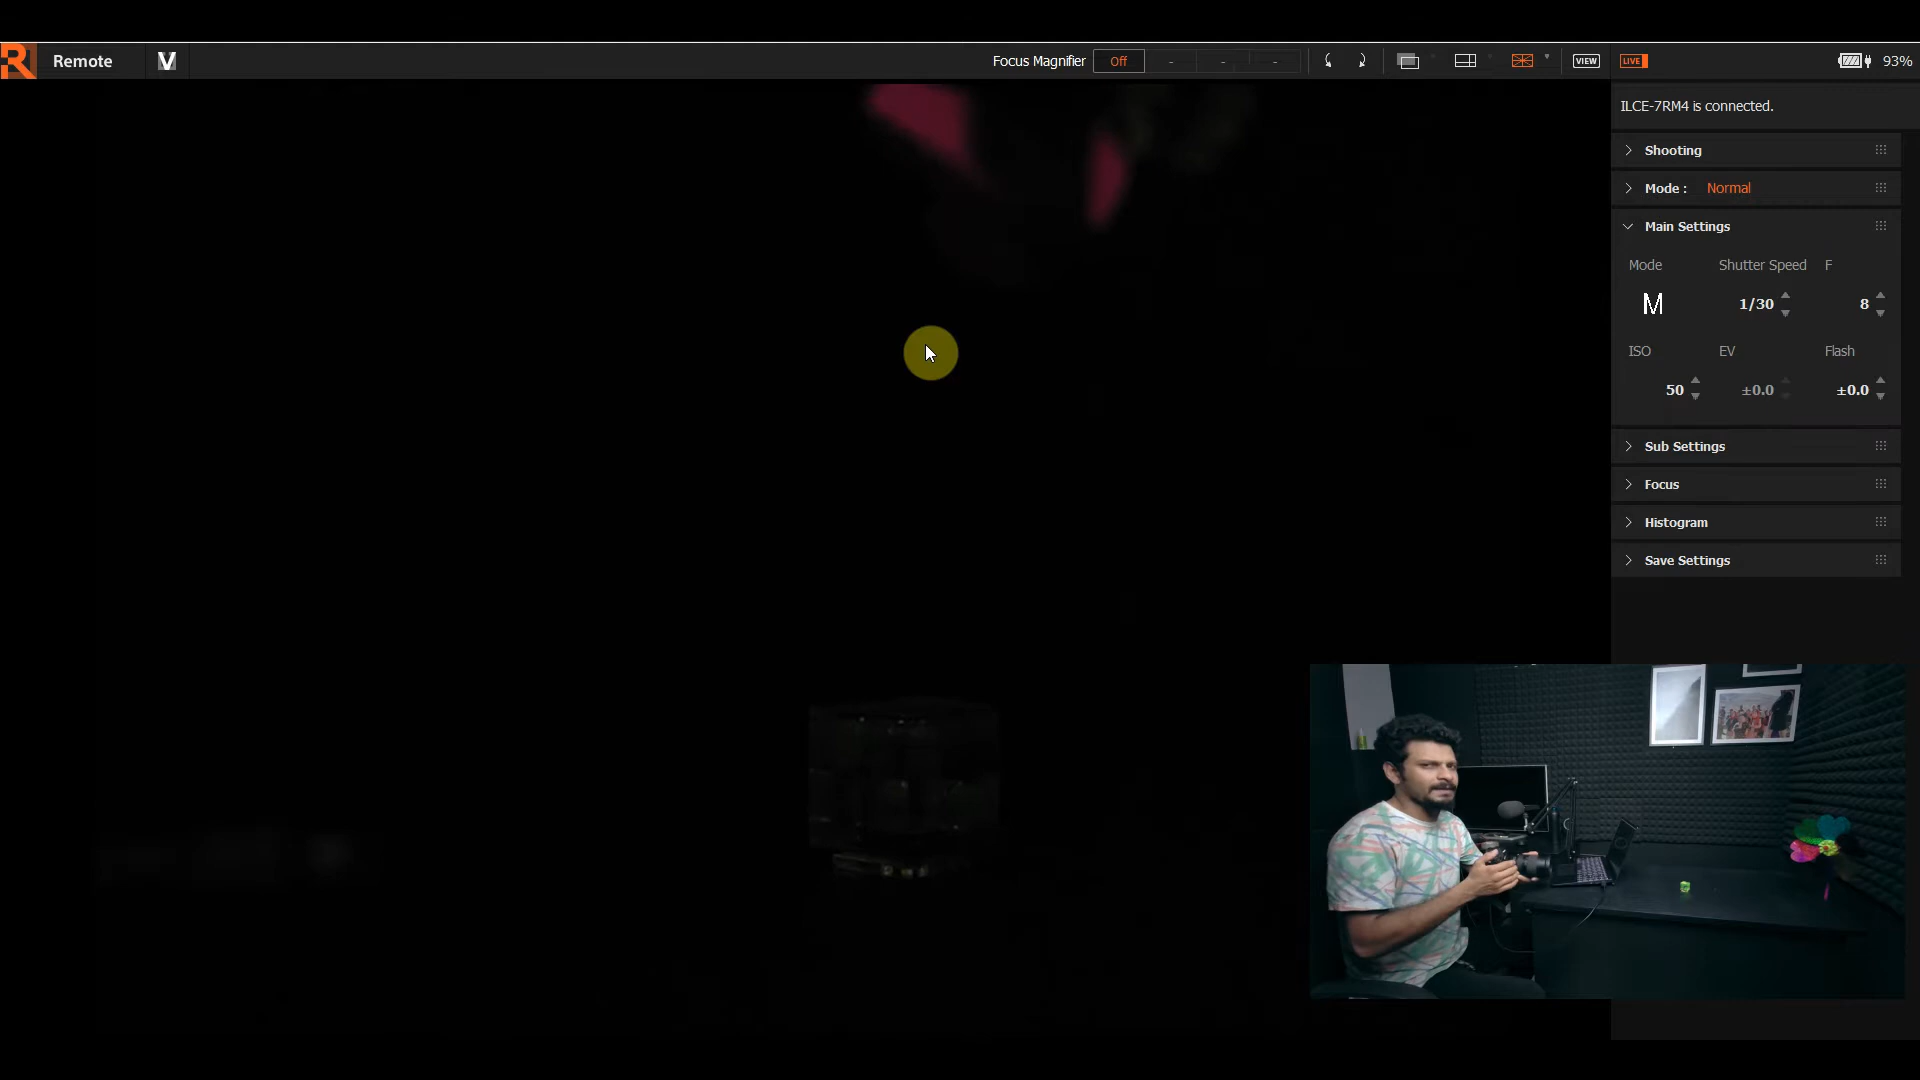 R Remote V Focus Magnifier Off - - - VIEW LIVE 93%
ILCE-7RM4 is connected.
Shooting
Mode : Normal
Main Settings
Mode Shutter Speed F
M 1/30 8
ISO EV Flash
50 ±0.0 ±0.0
Sub Settings
Focus
Histogram
Save Settings